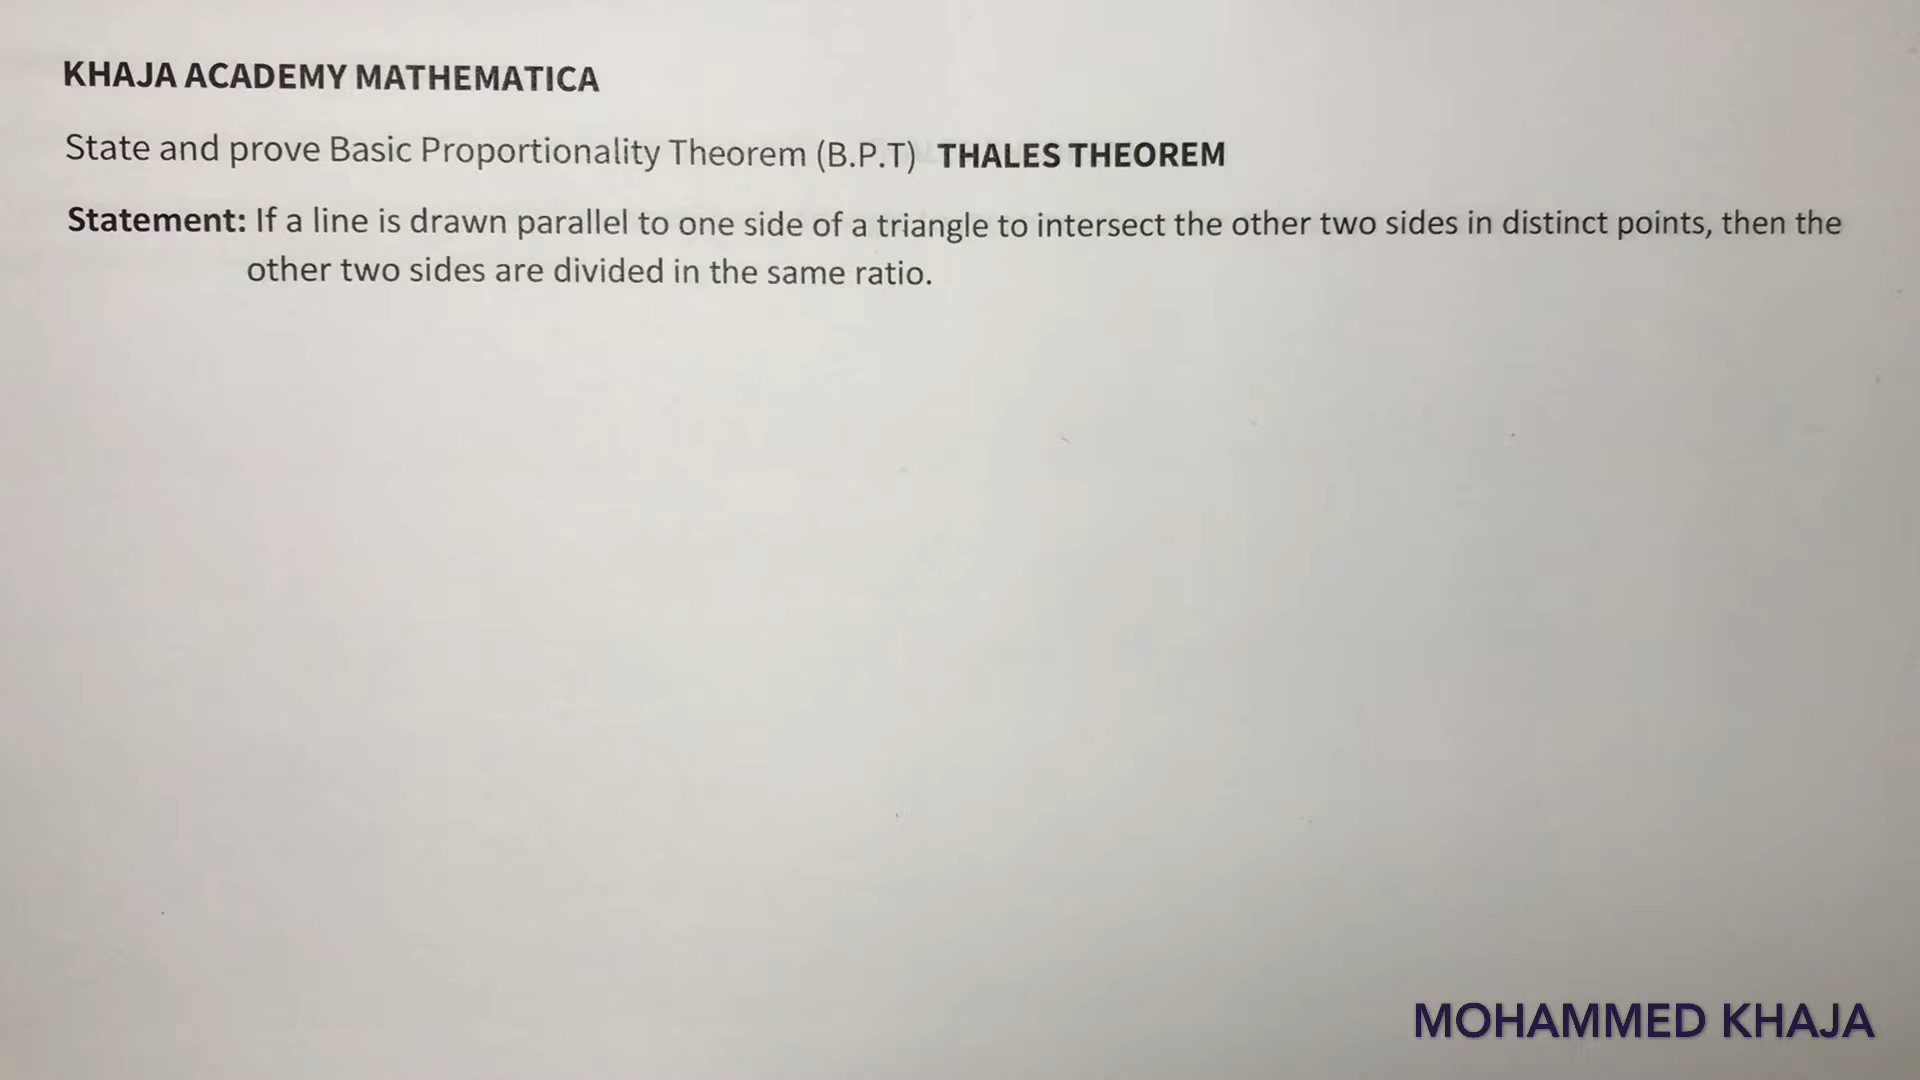 KHAJA ACADEMY MATHEMATICA
State and prove Basic Proportionality Theorem (B.P.T) THALES THEOREM
Statement: If a line is drawn parallel to one side of a triangle to intersect the other two sides in distinct points, then the
other two sides are divided in the same ratio.
MOHAMMED KHAJA